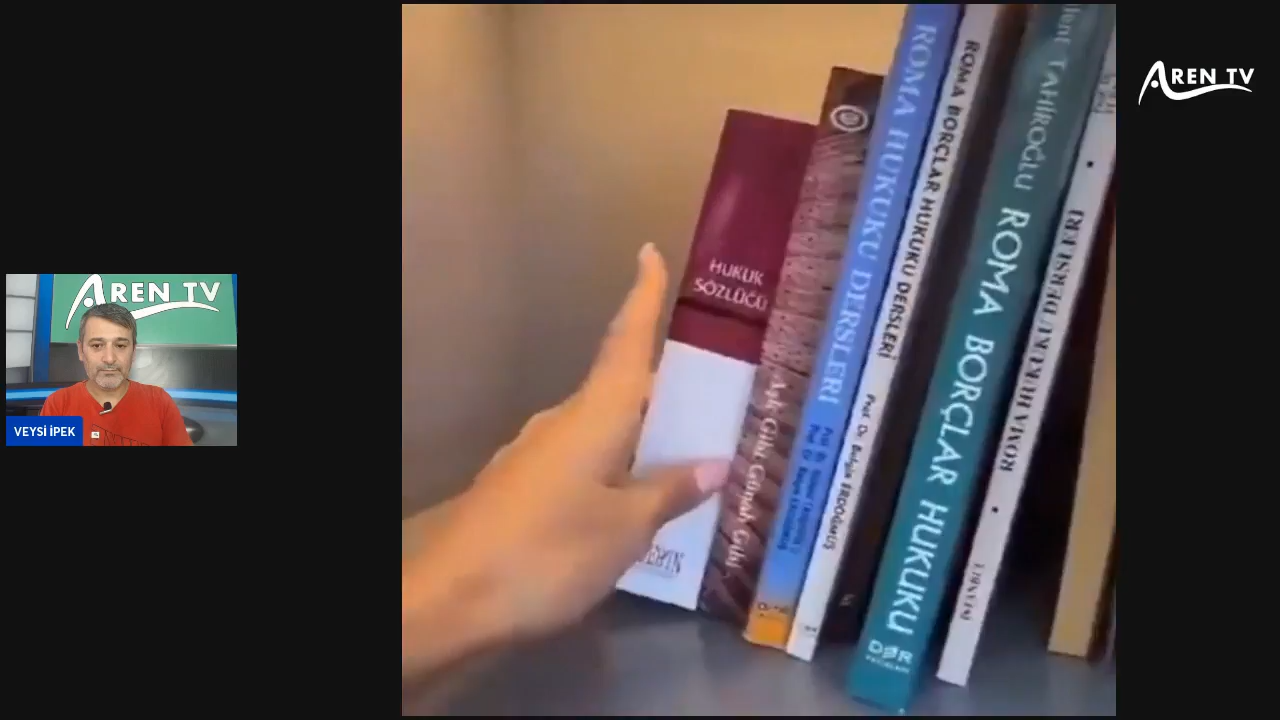 AREN TV
AREN TV
VEYSİ İPEK
HUKUK
SÖZLÜĞÜ
Aşk Gibi Günah Gibi
ROMA HUKUKU DERSLERİ
ROMA BORÇLAR HUKUKU DERSLERİ
Prof. Dr. Belgin ERDOĞMUŞ
TAHİROĞLU ROMA BORÇLAR HUKUKU
DER
YAYINLARI
ROMA HUKUKU DERSLERİ